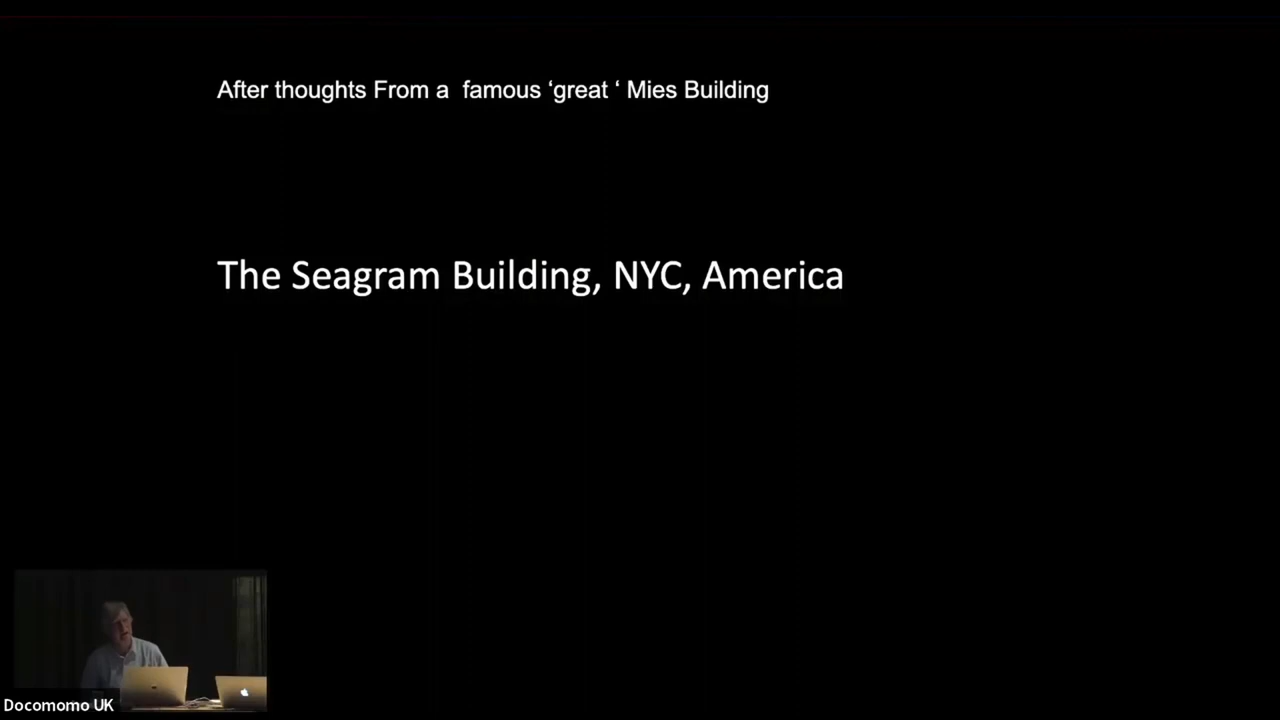 After thoughts From a  famous ‘great ‘ Mies Building
The Seagram Building, NYC, America
Docomomo UK